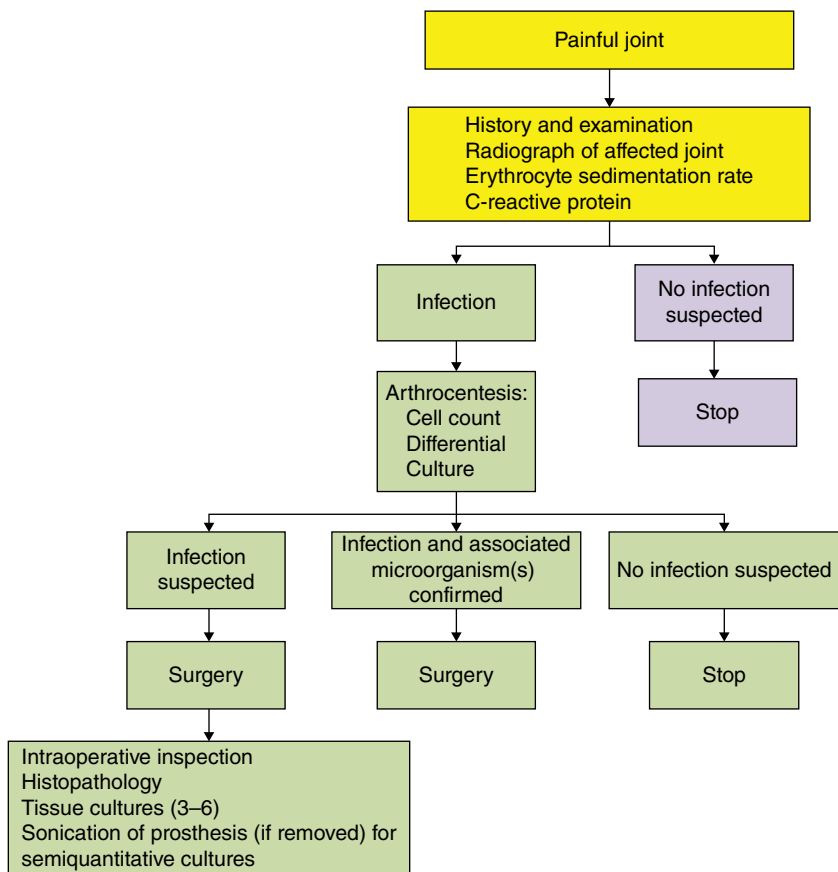 Painful joint
History and examination
Radiograph of affected joint
Erythrocyte sedimentation rate
C-reactive protein
Infection
No infection
suspected
Arthrocentesis:
Cell count
Differential
Culture
Stop
Infection
suspected
Infection and associated
microorganism(s)
confirmed
No infection suspected
Surgery
Surgery
Stop
Intraoperative inspection
Histopathology
Tissue cultures (3–6)
Sonication of prosthesis (if removed) for
semiquantitative cultures